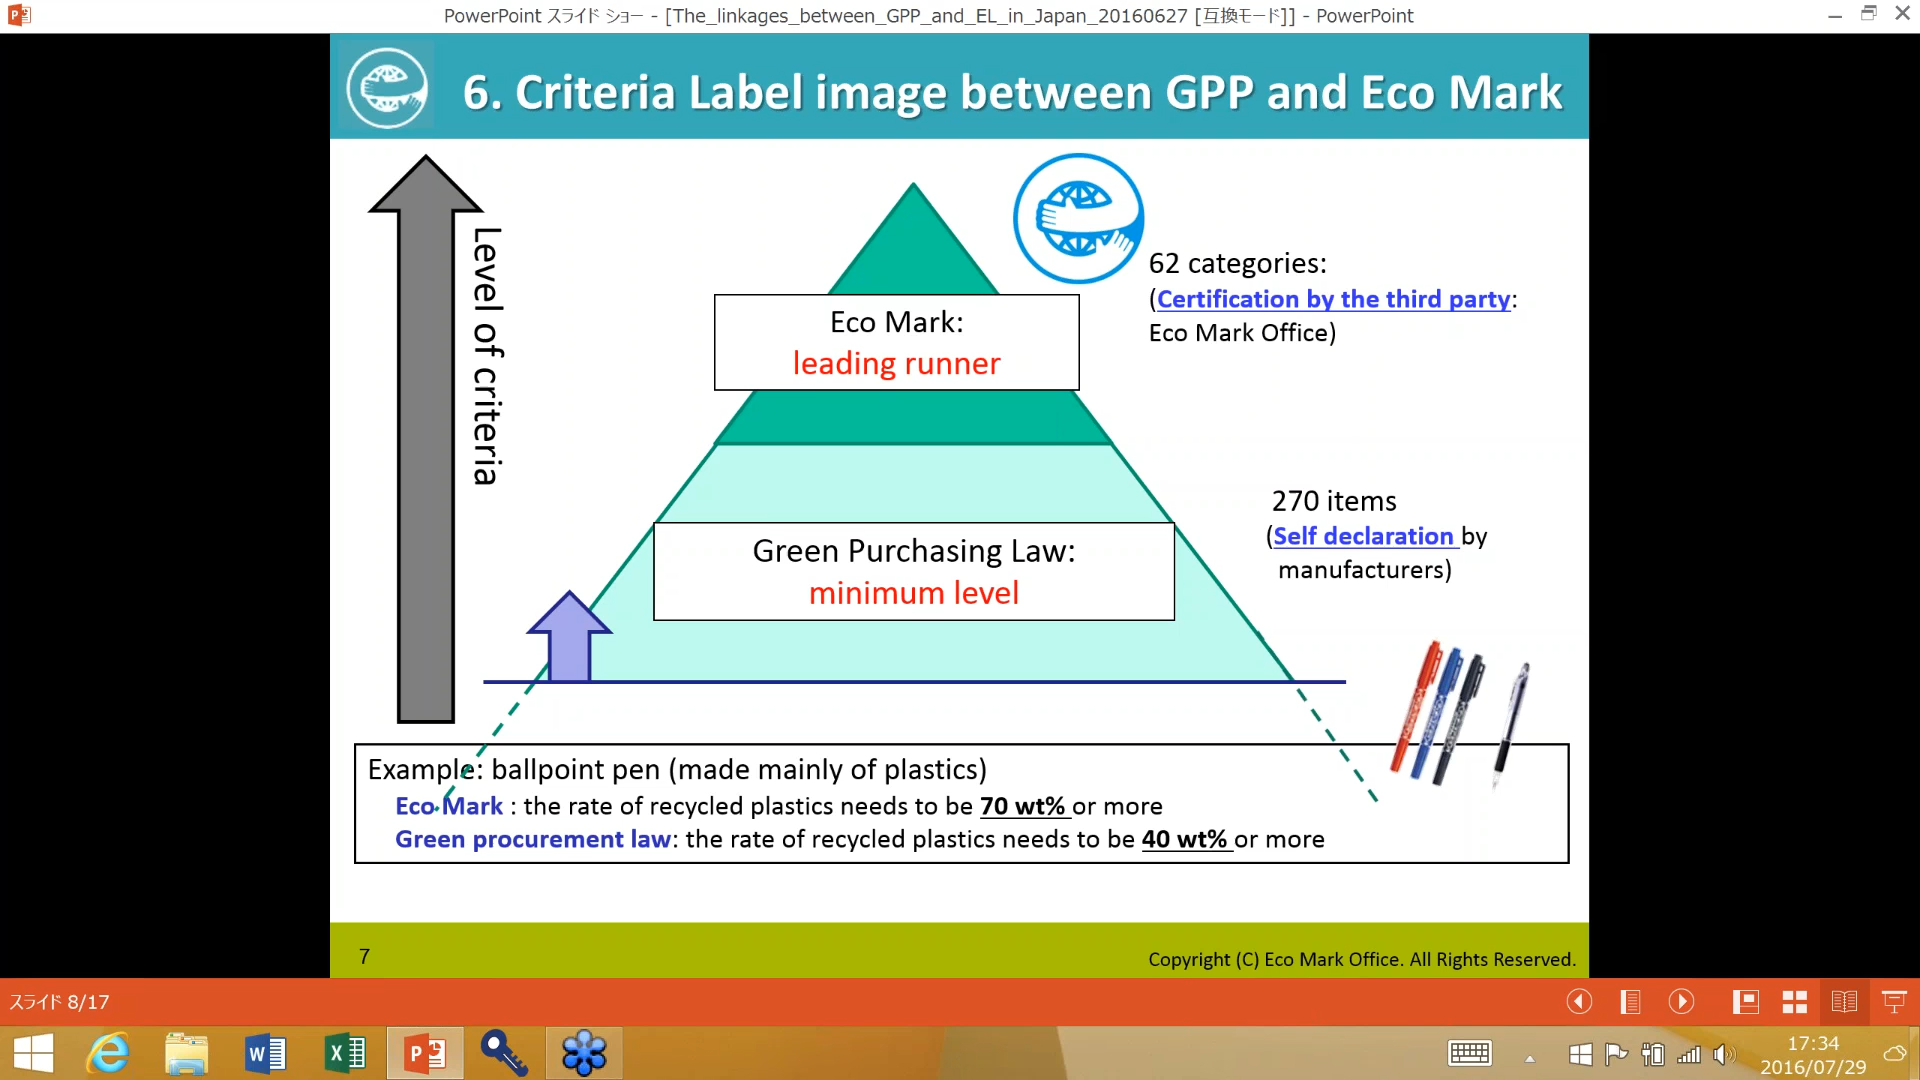 PowerPoint スライド ショー - [The_linkages_between_GPP_and_EL_in_Japan_20160627 [互換モード]] - PowerPoint
6. Criteria Label image between GPP and Eco Mark
Level of criteria
62 categories:
(Certification by the third party:
Eco Mark Office)
Eco Mark:
leading runner
270 items
(Self declaration by
manufacturers)
Green Purchasing Law:
minimum level
Example: ballpoint pen (made mainly of plastics)
Eco Mark : the rate of recycled plastics needs to be 70 wt% or more
Green procurement law: the rate of recycled plastics needs to be 40 wt% or more
7
Copyright (C) Eco Mark Office. All Rights Reserved.
スライド 8/17
17:34
2016/07/29